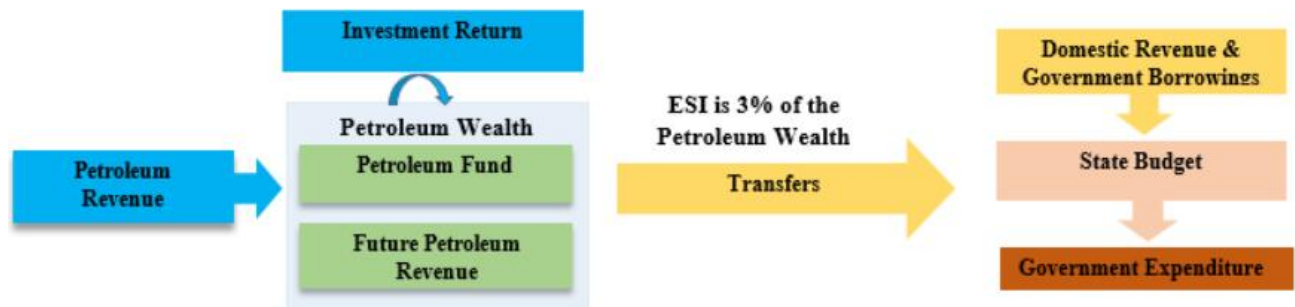 Investment Return
Petroleum Wealth
Petroleum Fund
Future Petroleum
Revenue
Petroleum
Revenue
ESI is 3% of the
Petroleum Wealth
Transfers
Domestic Revenue &
Government Borrowings
State Budget
Government Expenditure